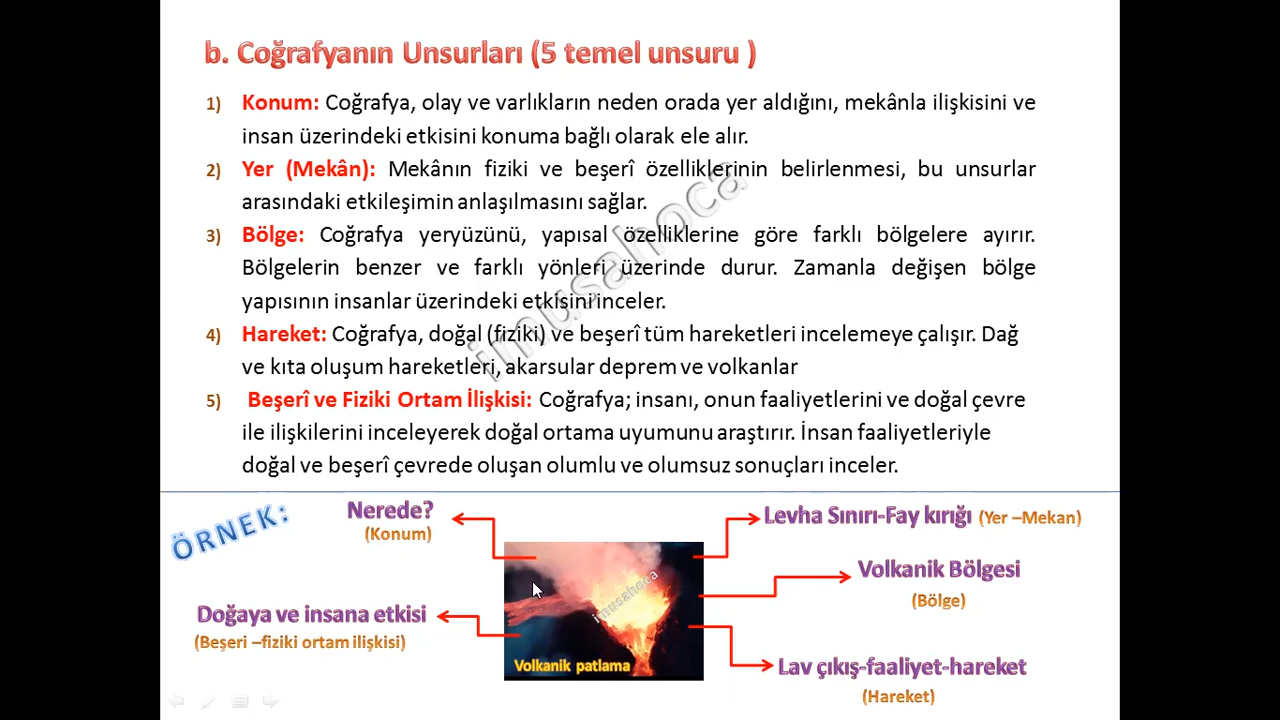 b. Coğrafyanın Unsurları (5 temel unsuru )
1) Konum: Coğrafya, olay ve varlıkların neden orada yer aldığını, mekânla ilişkisini ve
insan üzerindeki etkisini konuma bağlı olarak ele alır.
2) Yer (Mekân): Mekânın fiziki ve beşerî özelliklerinin belirlenmesi, bu unsurlar
arasındaki etkileşimin anlaşılmasını sağlar.
3) Bölge: Coğrafya yeryüzünü, yapısal özelliklerine göre farklı bölgelere ayırır.
Bölgelerin benzer ve farklı yönleri üzerinde durur. Zamanla değişen bölge
yapısının insanlar üzerindeki etkisini inceler.
4) Hareket: Coğrafya, doğal (fiziki) ve beşerî tüm hareketleri incelemeye çalışır. Dağ
ve kıta oluşum hareketleri, akarsular deprem ve volkanlar
5) Beşerî ve Fiziki Ortam İlişkisi: Coğrafya; insanı, onun faaliyetlerini ve doğal çevre
ile ilişkilerini inceleyerek doğal ortama uyumunu araştırır. İnsan faaliyetleriyle
doğal ve beşerî çevrede oluşan olumlu ve olumsuz sonuçları inceler.
imusahoca
ÖRNEK:
Nerede?
(Konum)
Levha Sınırı-Fay kırığı (Yer –Mekan)
Volkanik Bölgesi
(Bölge)
Doğaya ve insana etkisi
(Beşeri –fiziki ortam ilişkisi)
imusahoca
Volkanik patlama
Lav çıkış-faaliyet-hareket
(Hareket)